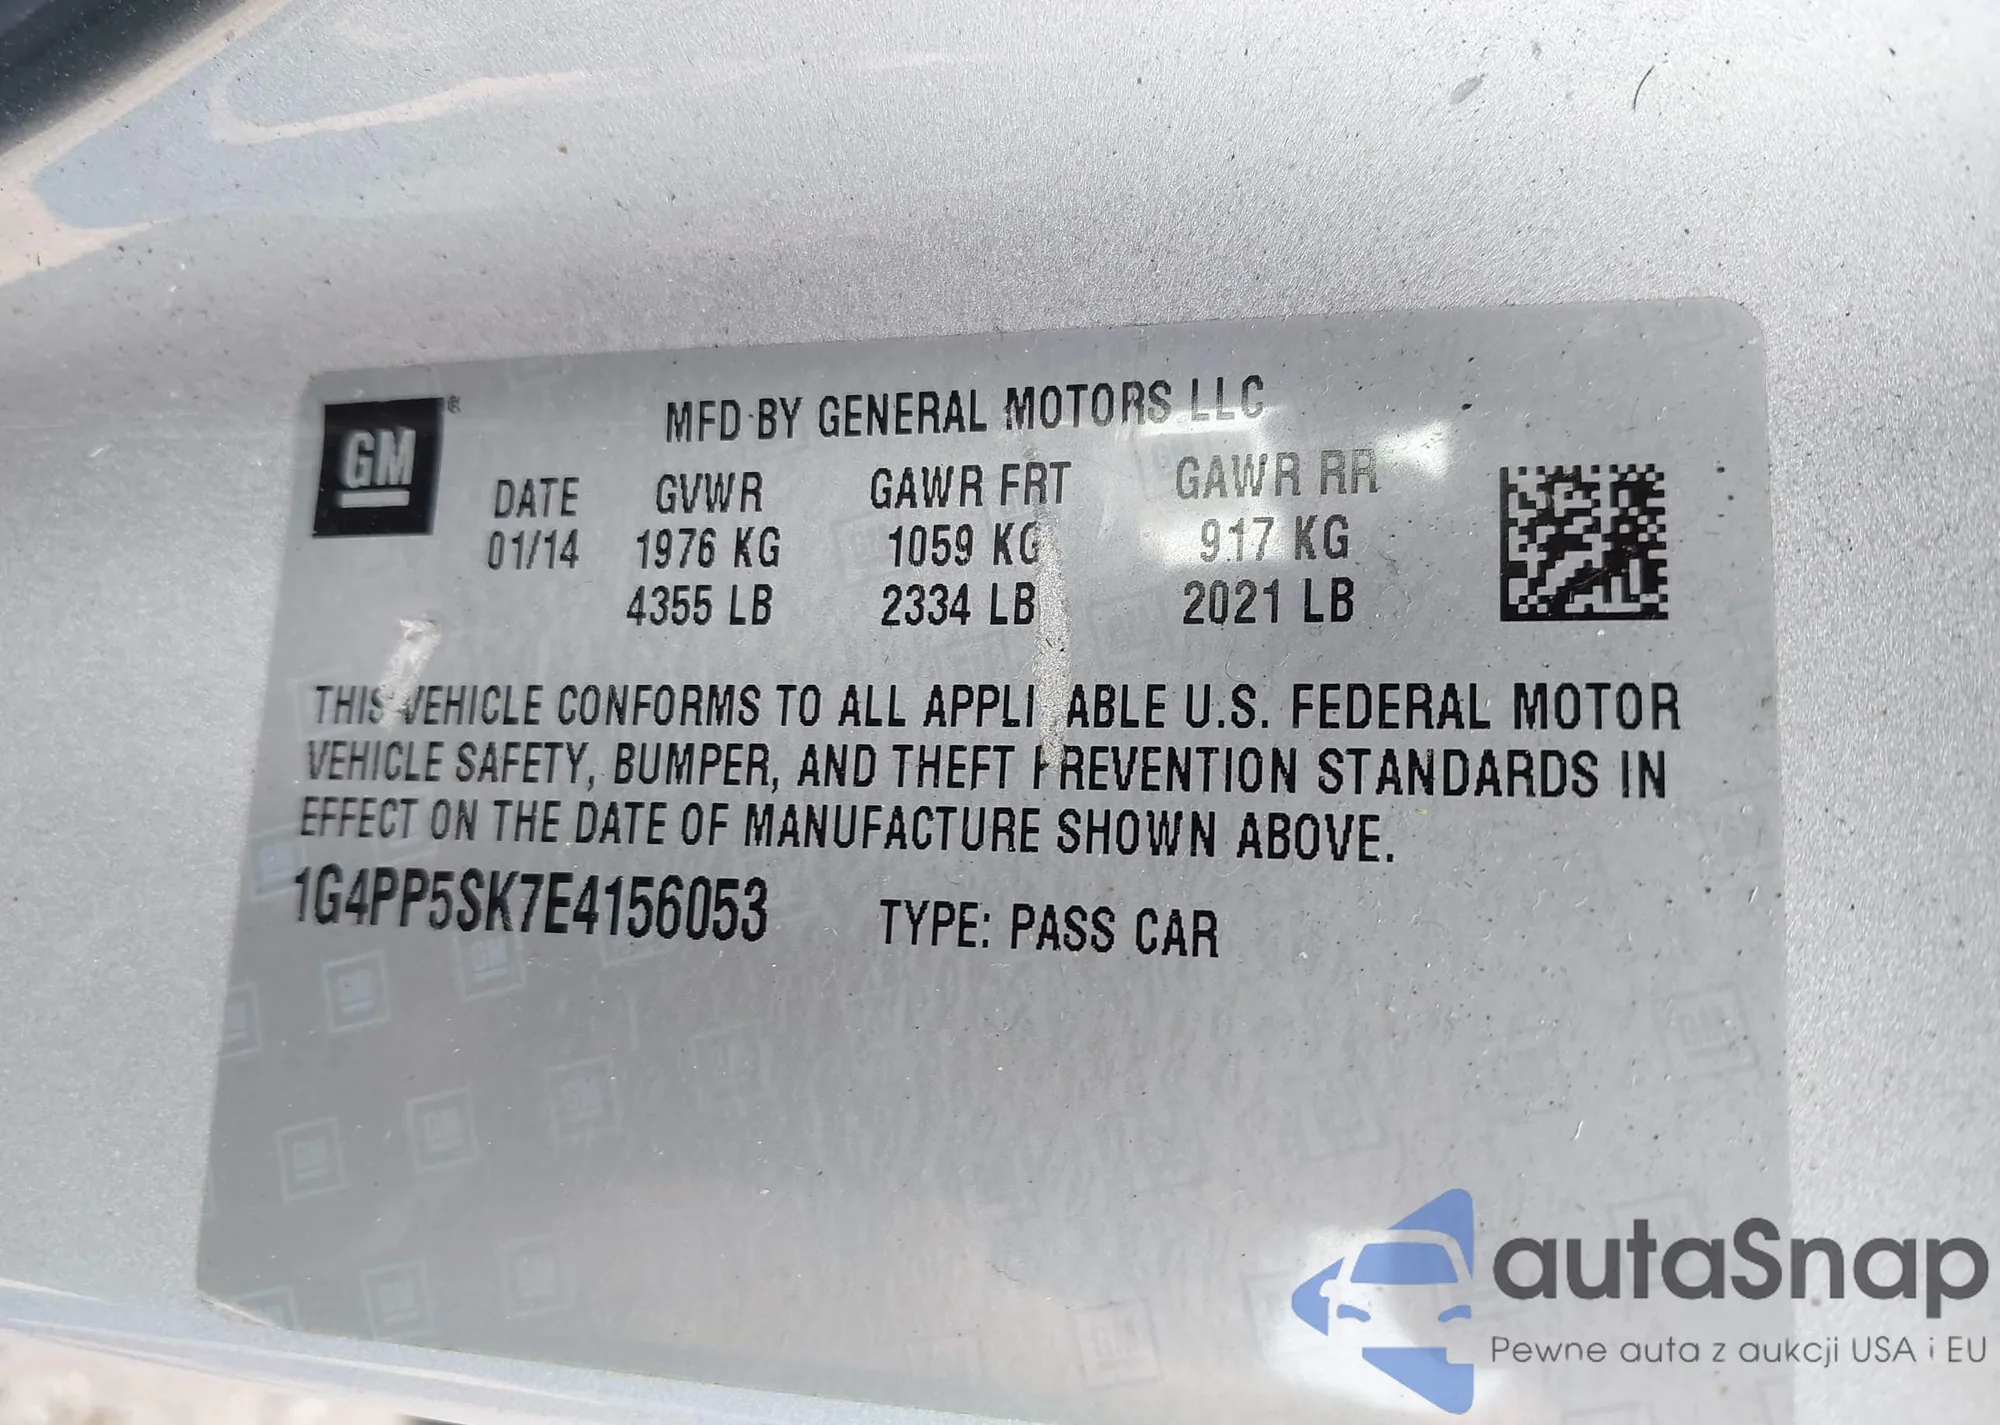 GM®
MFD BY GENERAL MOTORS LLC
DATE GVWR GAWR FRT GAWR RR
01/14 1976 KG 1059 KG 917 KG
4355 LB 2334 LB 2021 LB
THIS VEHICLE CONFORMS TO ALL APPLI ABLE U.S. FEDERAL MOTOR
VEHICLE SAFETY, BUMPER, AND THEFT PREVENTION STANDARDS IN
EFFECT ON THE DATE OF MANUFACTURE SHOWN ABOVE.
1G4PP5SK7E4156053 TYPE: PASS CAR
autaSnap
Pewne auta z aukcji USA i EU